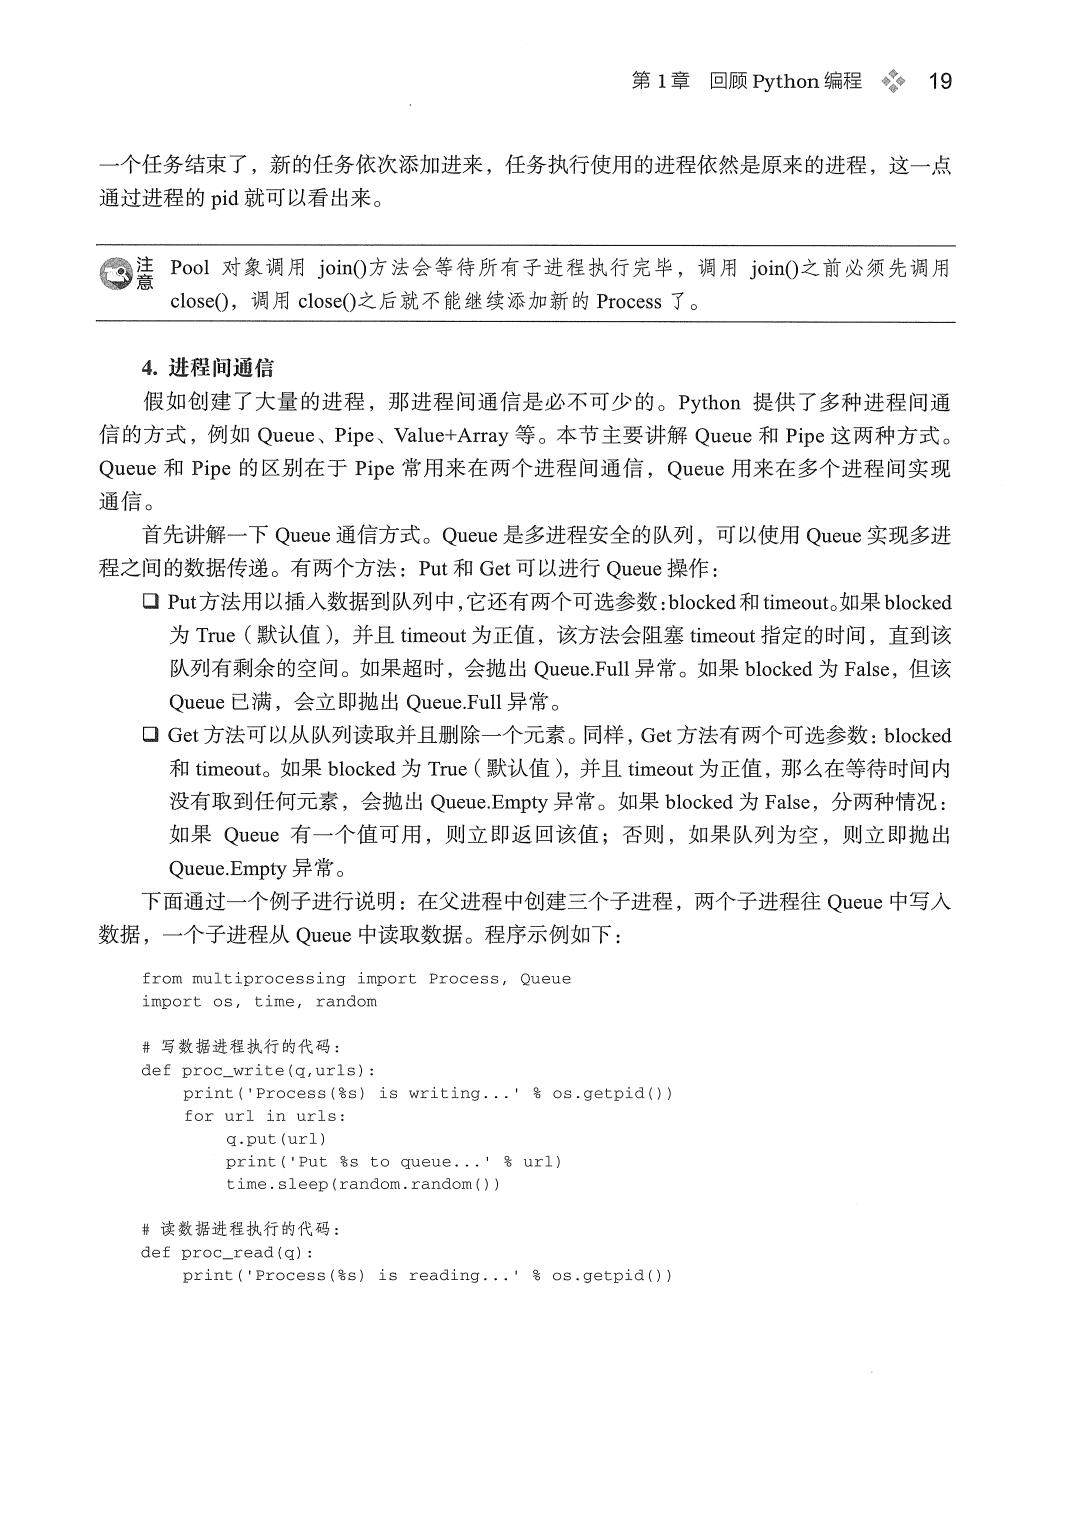 第 1 章 回顾 Python 编程 19
一个任务结束了，新的任务依次添加进来，任务执行使用的进程依然是原来的进程，这一点
通过进程的 pid 就可以看出来。
注意 Pool 对象调用 join()方法会等待所有子进程执行完毕，调用 join()之前必须先调用
close()，调用 close()之后就不能继续添加新的 Process 了。
4. 进程间通信
假如创建了大量的进程，那进程间通信是必不可少的。Python 提供了多种进程间通
信的方式，例如 Queue、Pipe、Value+Array 等。本节主要讲解 Queue 和 Pipe 这两种方式。
Queue 和 Pipe 的区别在于 Pipe 常用来在两个进程间通信，Queue 用来在多个进程间实现
通信。
首先讲解一下 Queue 通信方式。Queue 是多进程安全的队列，可以使用 Queue 实现多进
程之间的数据传递。有两个方法：Put 和 Get 可以进行 Queue 操作：
❑ Put方法用以插入数据到队列中，它还有两个可选参数：blocked和timeout。如果blocked
为 True（默认值），并且 timeout 为正值，该方法会阻塞 timeout 指定的时间，直到该
队列有剩余的空间。如果超时，会抛出 Queue.Full 异常。如果 blocked 为 False，但该
Queue 已满，会立即抛出 Queue.Full 异常。
❑ Get 方法可以从队列读取并且删除一个元素。同样，Get 方法有两个可选参数：blocked
和 timeout。如果 blocked 为 True（默认值），并且 timeout 为正值，那么在等待时间内
没有取到任何元素，会抛出 Queue.Empty 异常。如果 blocked 为 False，分两种情况：
如果 Queue 有一个值可用，则立即返回该值；否则，如果队列为空，则立即抛出
Queue.Empty 异常。
下面通过一个例子进行说明：在父进程中创建三个子进程，两个子进程往 Queue 中写入
数据，一个子进程从 Queue 中读取数据。程序示例如下：
from multiprocessing import Process, Queue
import os, time, random
# 写数据进程执行的代码：
def proc_write(q,urls):
print('Process(%s) is writing...' % os.getpid())
for url in urls:
q.put(url)
print('Put %s to queue...' % url)
time.sleep(random.random())
# 读数据进程执行的代码：
def proc_read(q):
print('Process(%s) is reading...' % os.getpid())